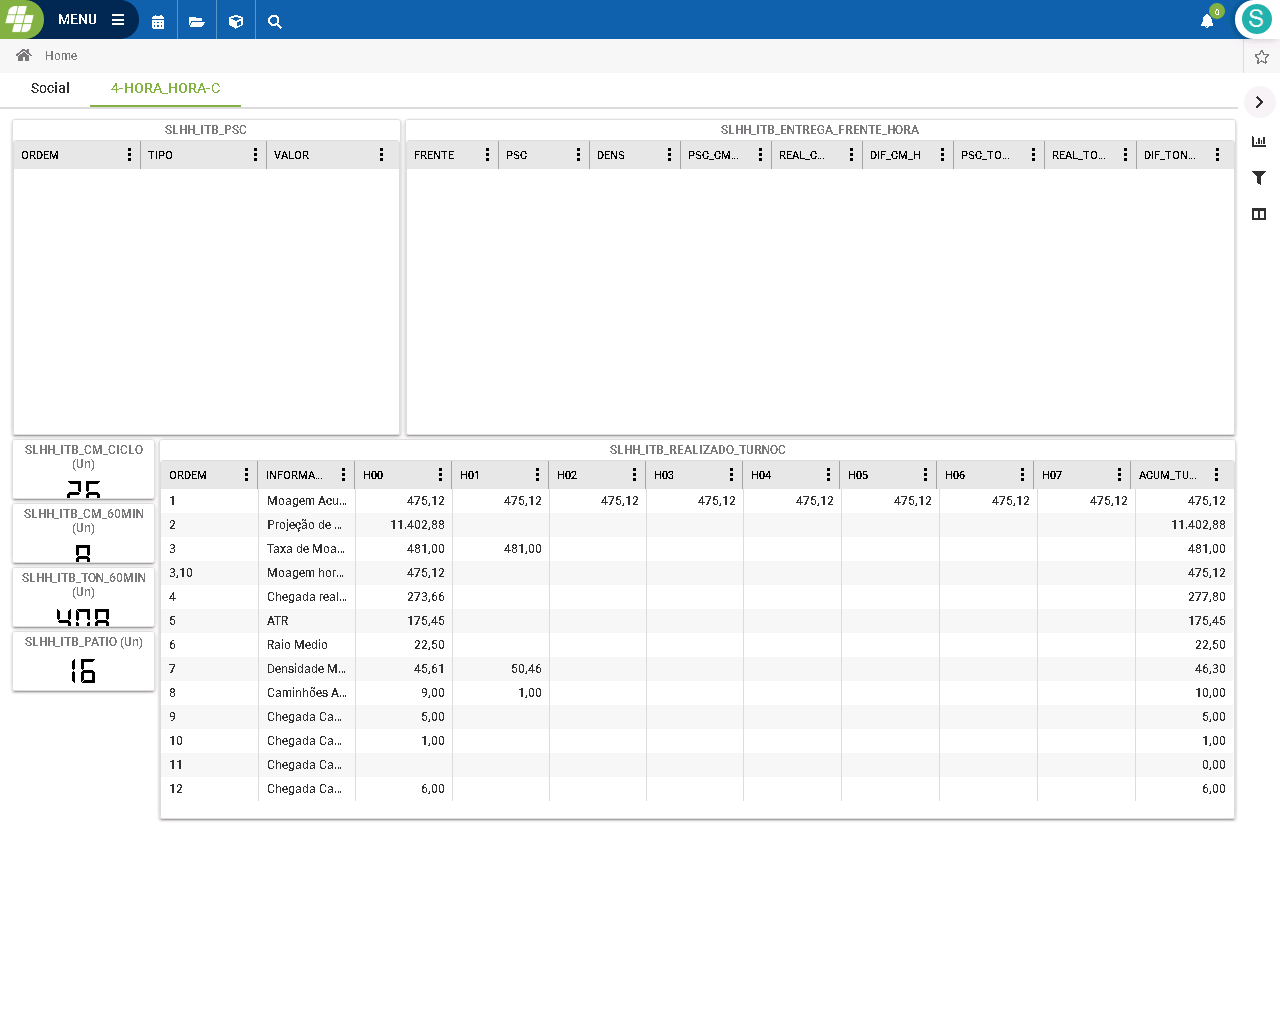 MENU
0
S
Home
Social 4-HORA_HORA-C
SLHH_ITB_PSC
ORDEM TIPO VALOR
SLHH_ITB_ENTREGA_FRENTE_HORA
FRENTE PSC DENS PSC_CM... REAL_C... DIF_CM_H PSC_TO... REAL_TO... DIF_TON...
SLHH_ITB_CM_CICLO
(Un)
26
SLHH_ITB_CM_60MIN
(Un)
SLHH_ITB_TON_60MIN
(Un)
SLHH_ITB_PATIO (Un)
16
SLHH_ITB_REALIZADO_TURNOC
ORDEM INFORMA... H00 H01 H02 H03 H04 H05 H06 H07 ACUM_TU...
1 Moagem Acu... 475,12 475,12 475,12 475,12 475,12 475,12 475,12 475,12 475,12
2 Projeção de ... 11.402,88 11.402,88
3 Taxa de Moa... 481,00 481,00 481,00
3,10 Moagem hor... 475,12 475,12
4 Chegada real... 273,66 277,80
5 ATR 175,45 175,45
6 Raio Medio 22,50 22,50
7 Densidade M... 45,61 50,46 46,30
8 Caminhões A... 9,00 1,00 10,00
9 Chegada Ca... 5,00 5,00
10 Chegada Ca... 1,00 1,00
11 Chegada Ca... 0,00
12 Chegada Ca... 6,00 6,00